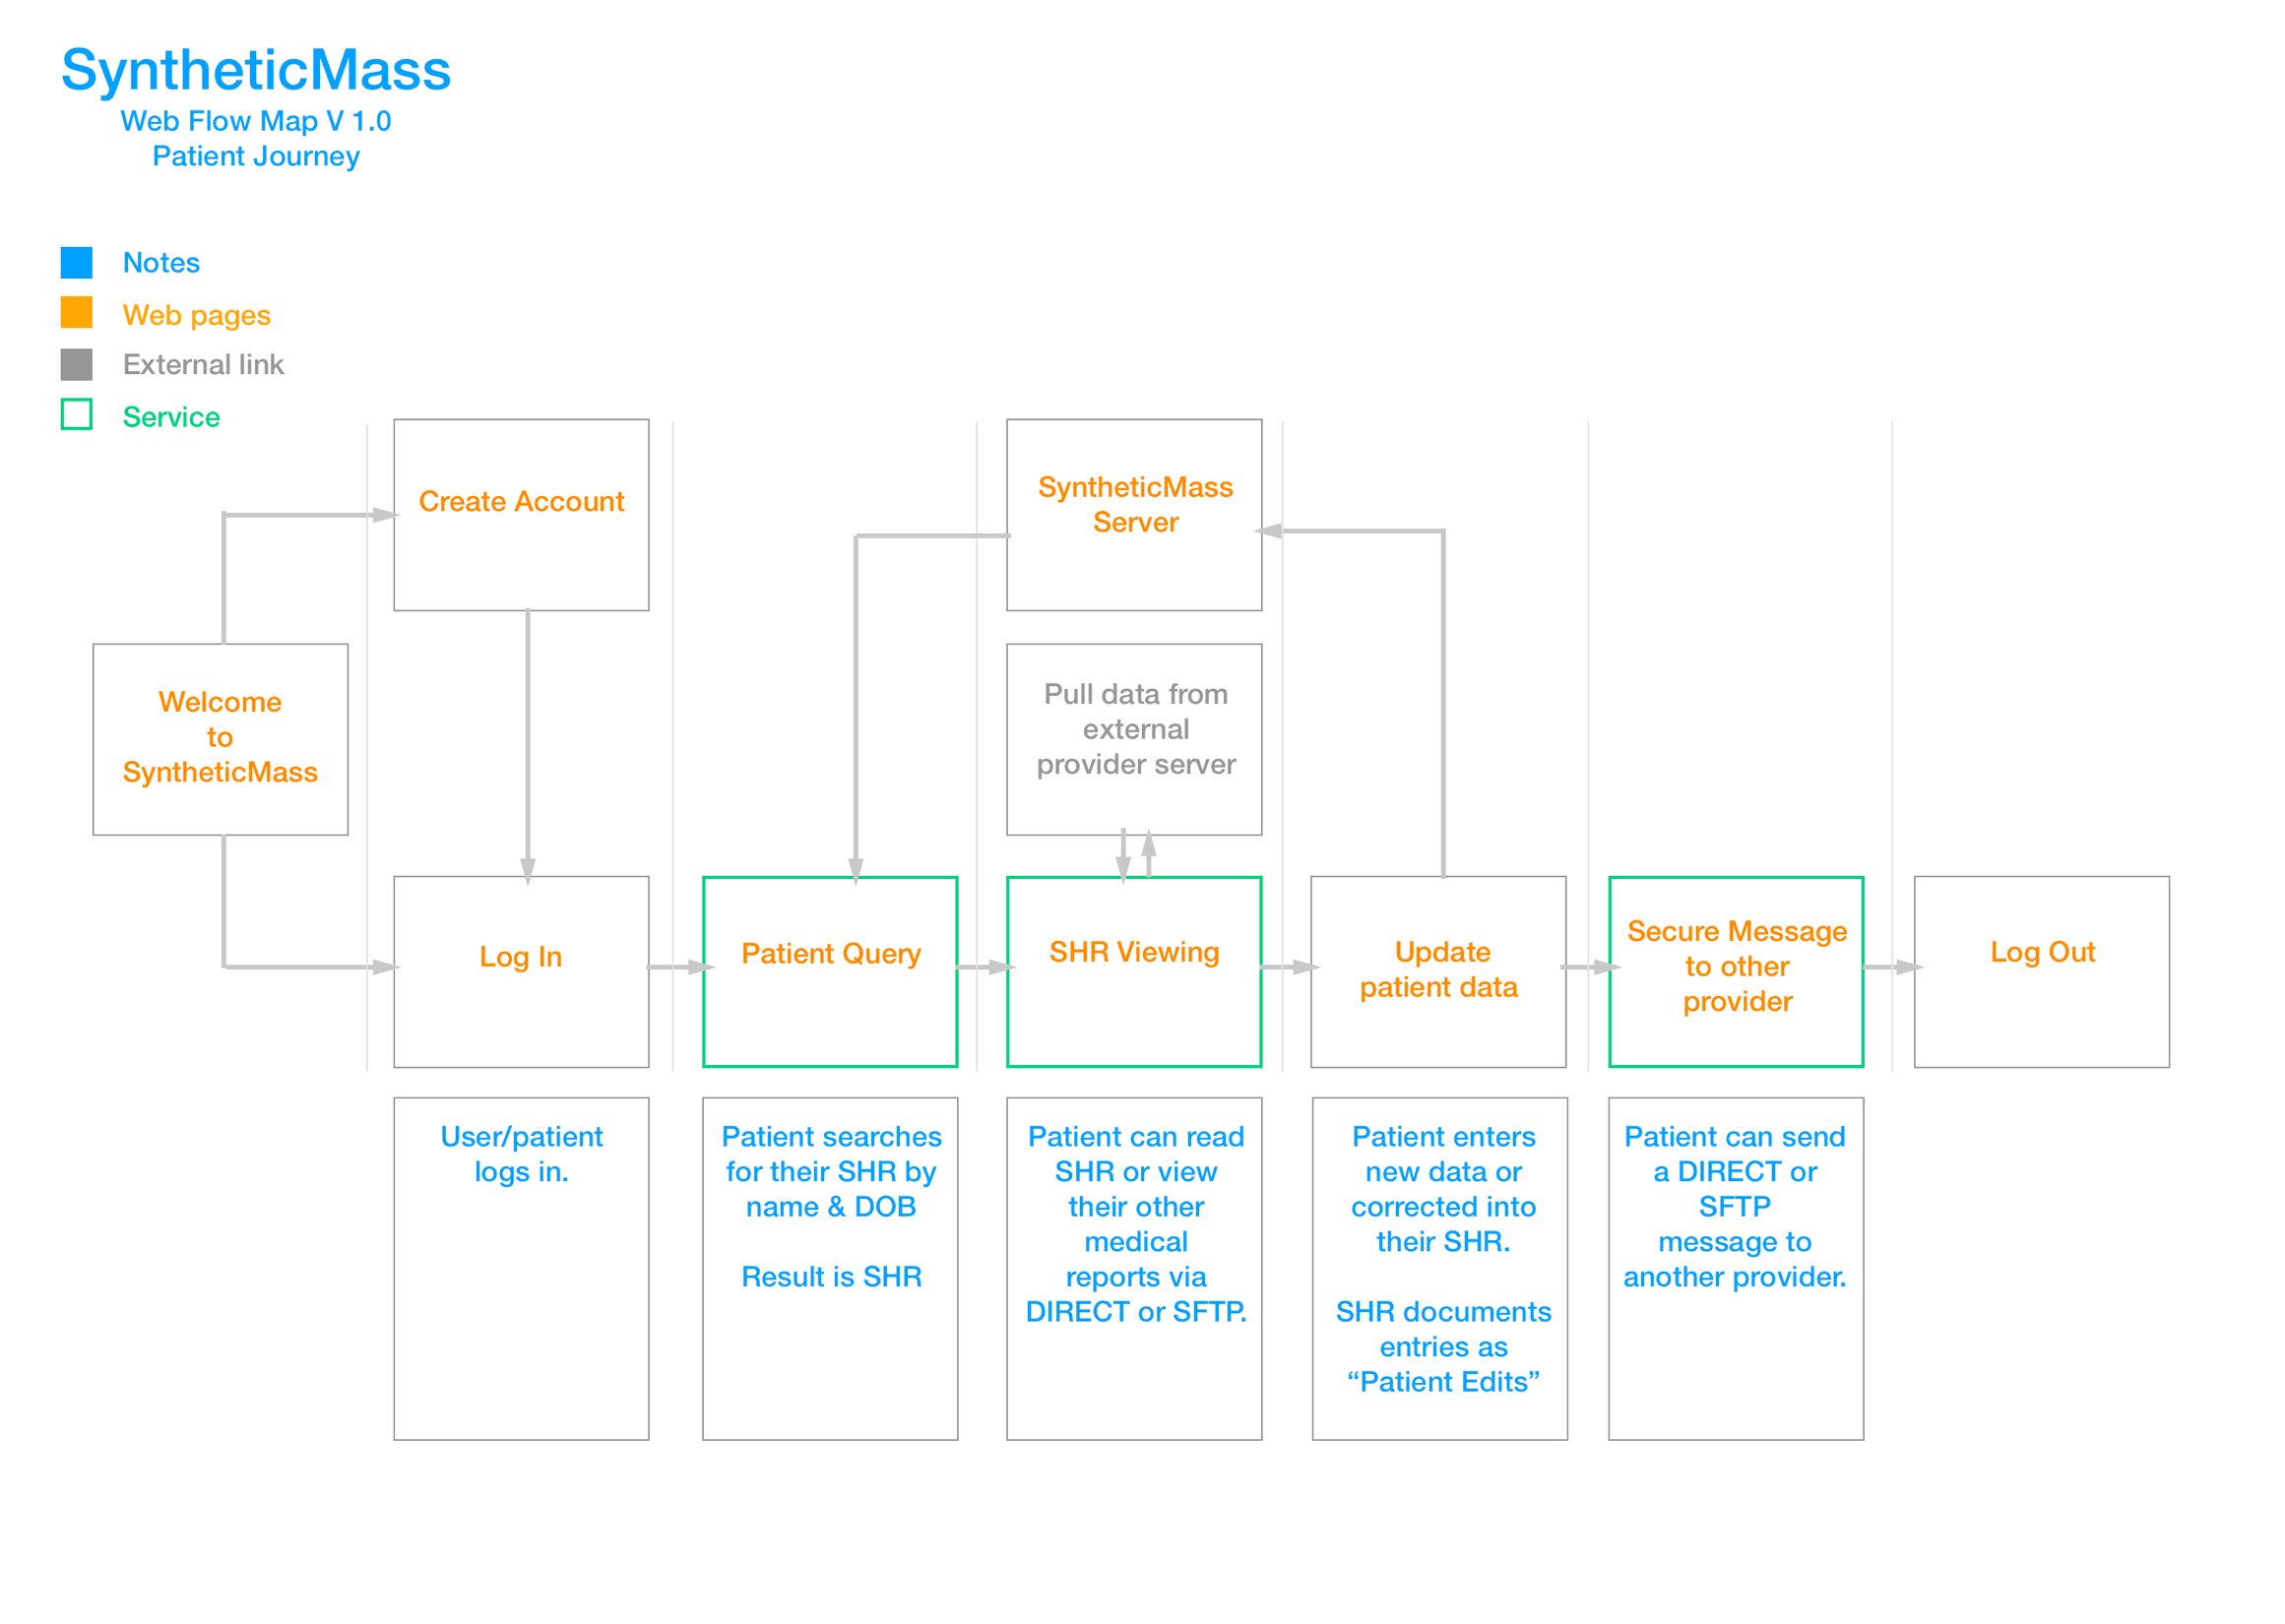 SyntheticMass
Web Flow Map V 1.0
Patient Journey
Notes
Web pages
External link
Service
Create Account
SyntheticMass
Server
Welcome
to
SyntheticMass
Pull data from
external
provider server
Log In
Patient Query
SHR Viewing
Update
patient data
Secure Message
to other
provider
Log Out
User/patient
logs in.
Patient searches
for their SHR by
name & DOB
Result is SHR
Patient can read
SHR or view
their other
medical
reports via
DIRECT or SFTP.
Patient enters
new data or
corrected into
their SHR.
SHR documents
entries as
“Patient Edits”
Patient can send
a DIRECT or
SFTP
message to
another provider.